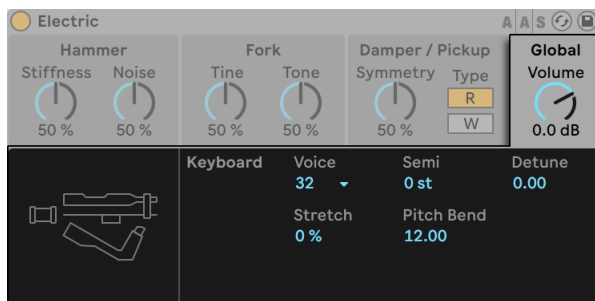 Electric A A S
Hammer Fork Damper / Pickup Global
Stiffness Noise Tine Tone Symmetry Type Volume
R
W
50 % 50 % 50 % 50 % 50 % 0.0 dB
Keyboard Voice Semi Detune
32 0 st 0.00
Stretch Pitch Bend
0 % 12.00